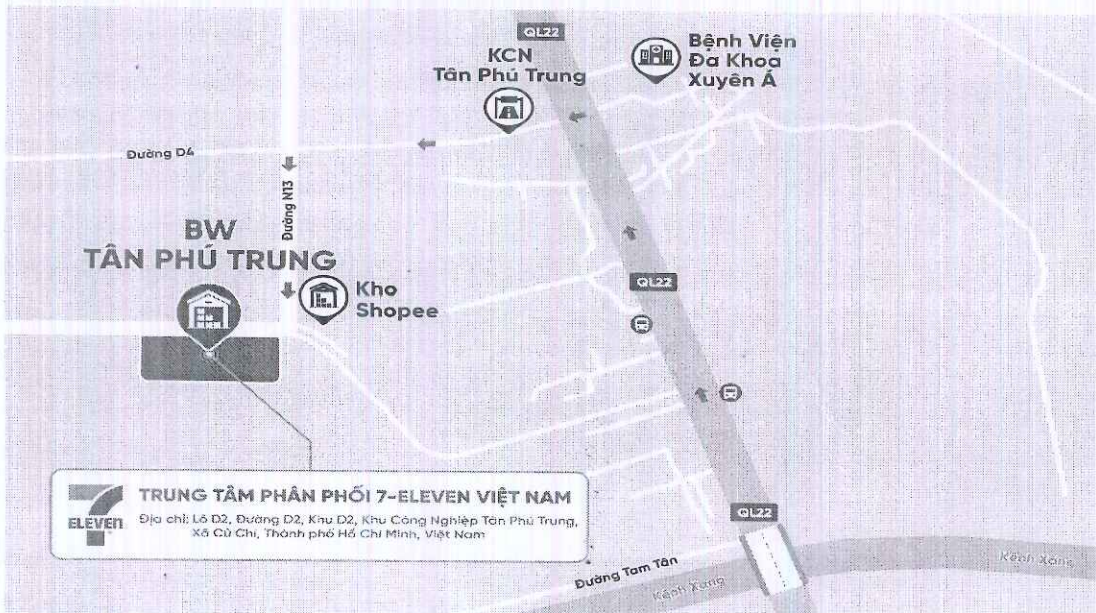 QL22
KCN
Tân Phú Trung
Bệnh Viện
Đa Khoa
Xuyên Á
Đường D4
Đường N13
BW
TÂN PHÚ TRUNG
Kho
Shopee
QL22
7
ELEVEN
TRUNG TÂM PHÂN PHỐI 7-ELEVEN VIỆT NAM
Địa chỉ: Lô D2, Đường D2, Khu D2, Khu Công Nghiệp Tân Phú Trung,
Xã Củ Chi, Thành phố Hồ Chí Minh, Việt Nam
QL22
Đường Tam Tân
Kênh Xáng
Kênh Xáng